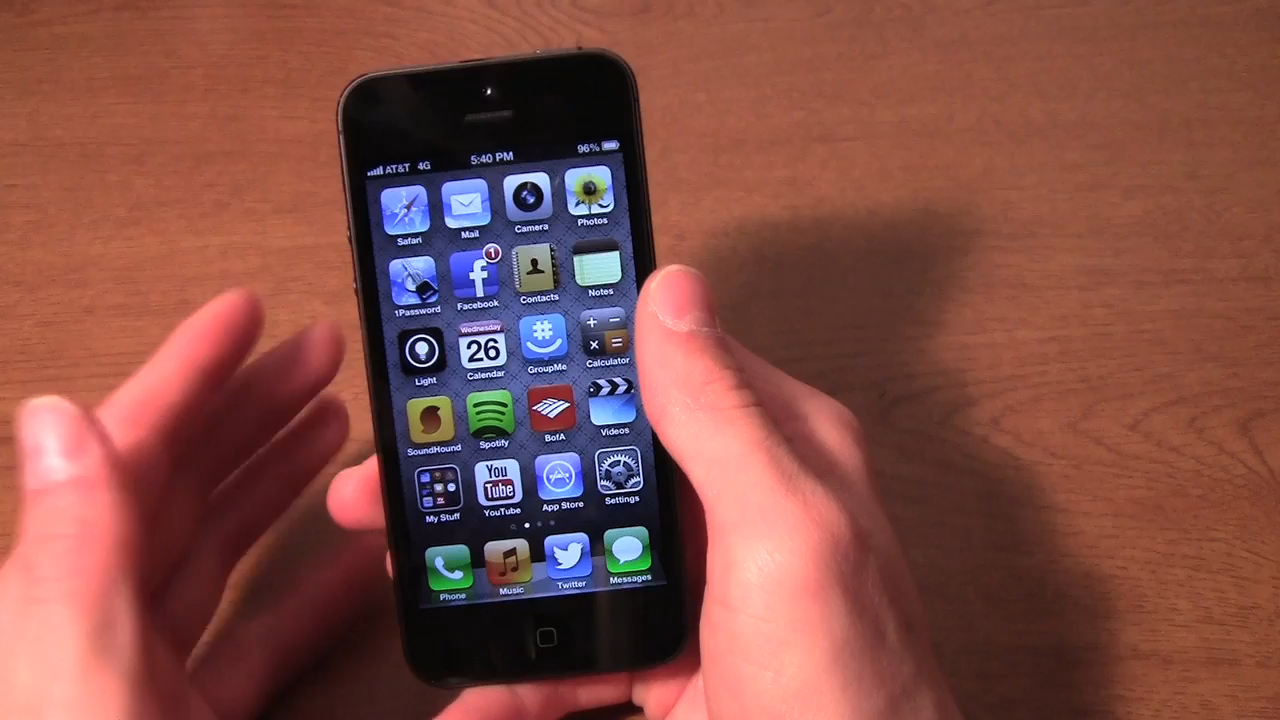 AT&T 4G 5:40 PM 96%
Safari Mail Camera Photos
1
1Password Facebook Contacts Notes
Wednesday
26
Light Calendar GroupMe Calculator
SoundHound Spotify BofA Videos
You
Tube
My Stuff YouTube App Store Settings
Phone Music Twitter Messages